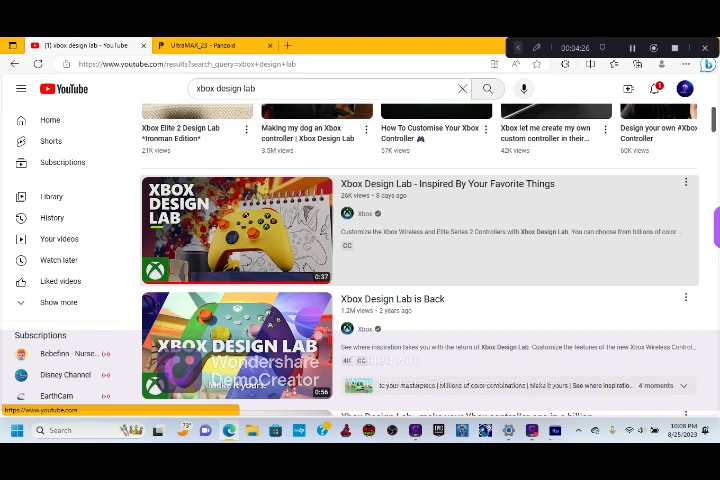 (1) xbox design lab - YouTube
UltraMAX_23 - Panzoid
00:04:26
https://www.youtube.com/results?search_query=xbox+design+lab
YouTube
xbox design lab
1
Home
Shorts
Subscriptions
Library
History
Your videos
Watch later
Liked videos
Show more
Subscriptions
Bebefinn - Nurse...
Disney Channel
EarthCam
https://www.youtube.com
Xbox Elite 2 Design Lab
*Ironman Edition*
21K views
Making my dog an Xbox
controller | Xbox Design Lab
3.5M views
How To Customise Your Xbox
Controller 🎮
57K views
Xbox let me create my own
custom controller in their...
42K views
Design your own #Xbox
Controller
60K views
XBOX
DESIGN
LAB
0:37
Xbox Design Lab - Inspired By Your Favorite Things
26K views • 8 days ago
Xbox
Customize the Xbox Wireless and Elite Series 2 Controllers with Xbox Design Lab. You can choose from billions of color ...
CC
XBOX DESIGN LAB
Make it yours.
0:56
Xbox Design Lab is Back
1.2M views • 2 years ago
Xbox
See where inspiration takes you with the return of Xbox Design Lab. Customize the features of the new Xbox Wireless Control...
4K CC
Created with
Wondershare
DemoCreator
to your masterpiece | Millions of color combinations | Make it yours | See where inspiratio...
4 moments
Search
73°
10:08 PM
8/25/2023